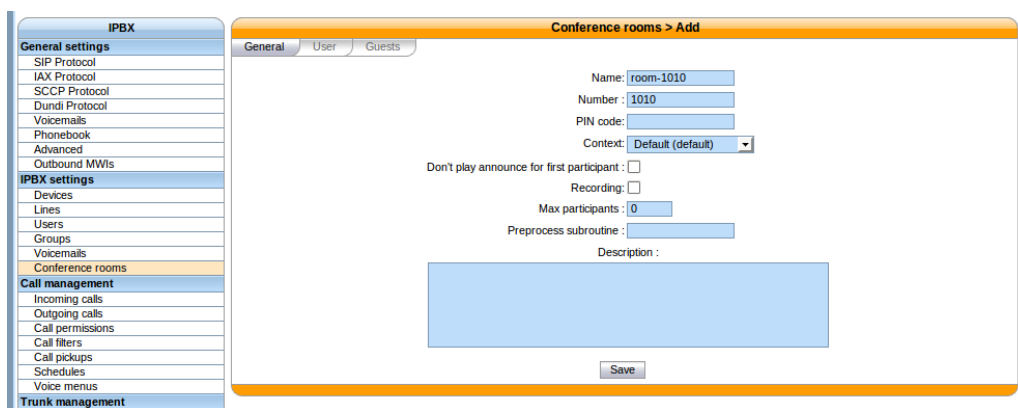 IPBX
General settings
SIP Protocol
IAX Protocol
SCCP Protocol
Dundi Protocol
Voicemails
Phonebook
Advanced
Outbound MWIs
IPBX settings
Devices
Lines
Users
Groups
Voicemails
Conference rooms
Call management
Incoming calls
Outgoing calls
Call permissions
Call filters
Call pickups
Schedules
Voice menus
Trunk management
Conference rooms > Add
General User Guests
Name: room-1010
Number : 1010
PIN code:
Context: Default (default)
Don't play announce for first participant :
Recording:
Max participants : 0
Preprocess subroutine :
Description :
Save